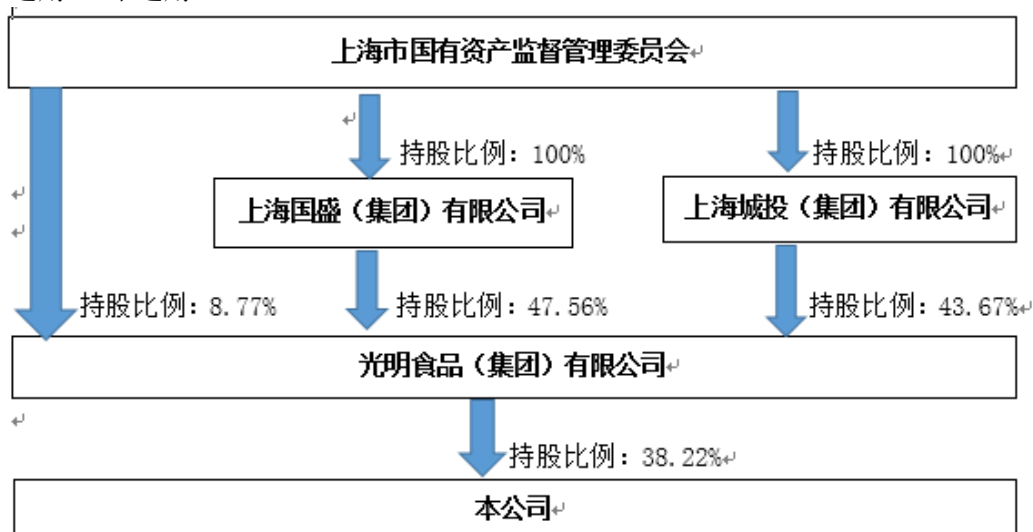 上海市国有资产监督管理委员会
持股比例：100%
持股比例：100%
上海国盛（集团）有限公司
上海城投（集团）有限公司
持股比例：8.77%
持股比例：47.56%
持股比例：43.67%
光明食品（集团）有限公司
持股比例：38.22%
本公司